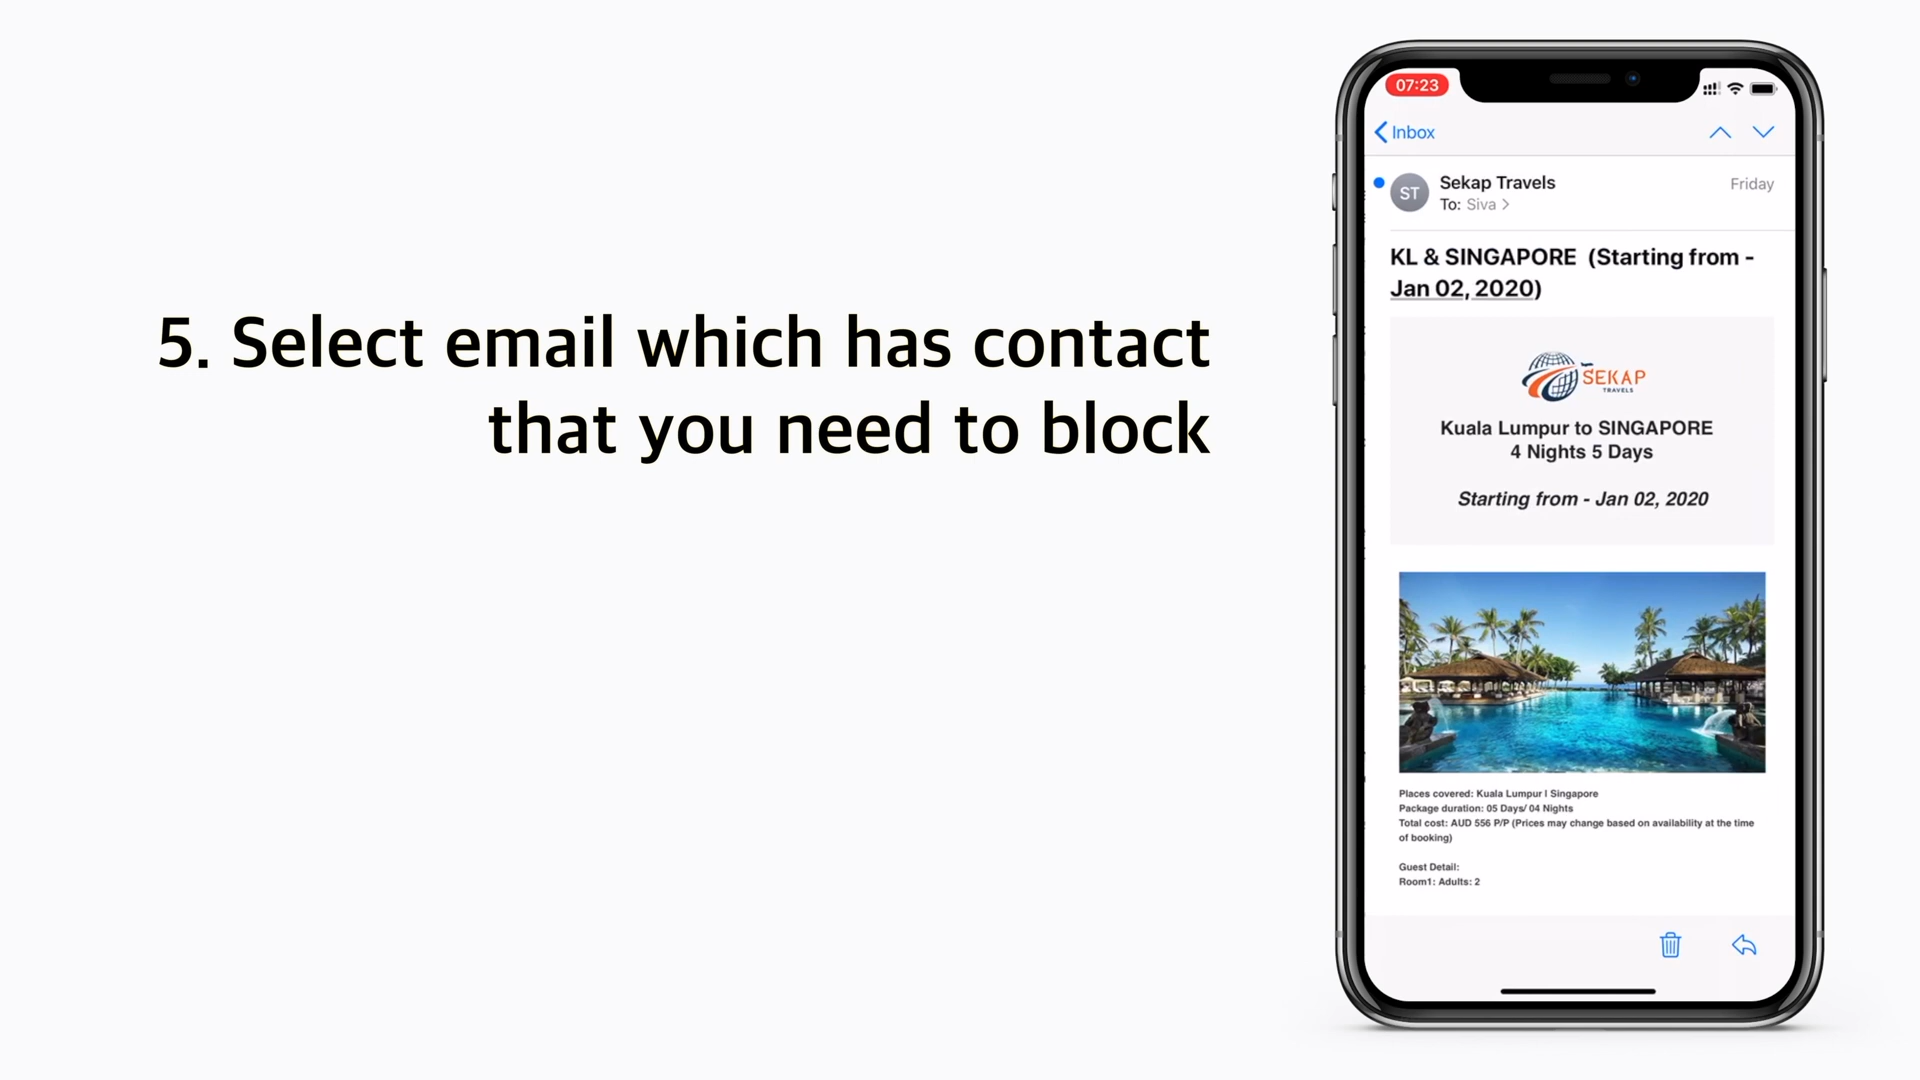 5. Select email which has contact
that you need to block
07:23
Inbox
ST
Sekap Travels
Friday
To: Siva
KL & SINGAPORE (Starting from -
Jan 02, 2020)
SEKAP
TRAVELS
Kuala Lumpur to SINGAPORE
4 Nights 5 Days
Starting from - Jan 02, 2020
Places covered: Kuala Lumpur I Singapore
Package duration: 05 Days/ 04 Nights
Total cost: AUD 556 P/P (Prices may change based on availability at the time
of booking)
Guest Detail:
Room1: Adults: 2